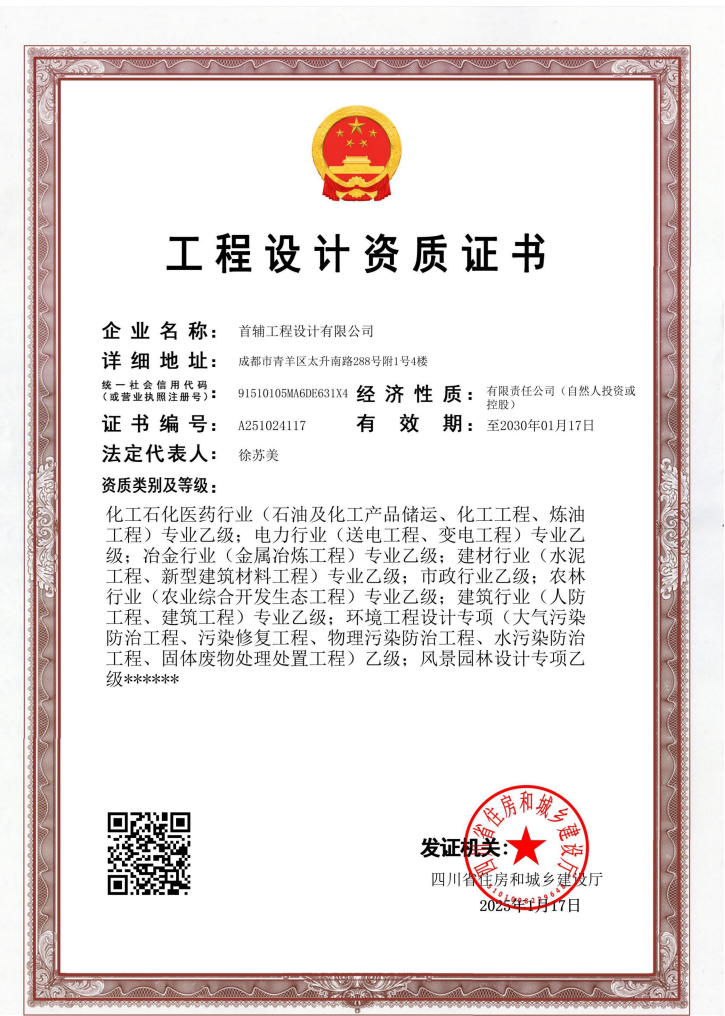 工程设计资质证书
企业名称：首辅工程设计有限公司
详细地址：成都市青羊区太升南路288号附1号4楼
统一社会信用代码
（或营业执照注册号）：91510105MA6DE631X4 经济性质：有限责任公司（自然人投资或
控股）
证书编号：A251024117 有效期：至2030年01月17日
法定代表人：徐苏美
资质类别及等级：
化工石化医药行业（石油及化工产品储运、化工工程、炼油
工程）专业乙级；电力行业（送电工程、变电工程）专业乙
级；冶金行业（金属冶炼工程）专业乙级；建材行业（水泥
工程、新型建筑材料工程）专业乙级；市政行业乙级；农林
行业（农业综合开发生态工程）专业乙级；建筑行业（人防
工程、建筑工程）专业乙级；环境工程设计专项（大气污染
防治工程、污染修复工程、物理污染防治工程、水污染防治
工程、固体废物处理处置工程）乙级；风景园林设计专项乙
级******
四川省住房和城乡建设厅
发证机关：
四川省住房和城乡建设厅
2025年1月17日